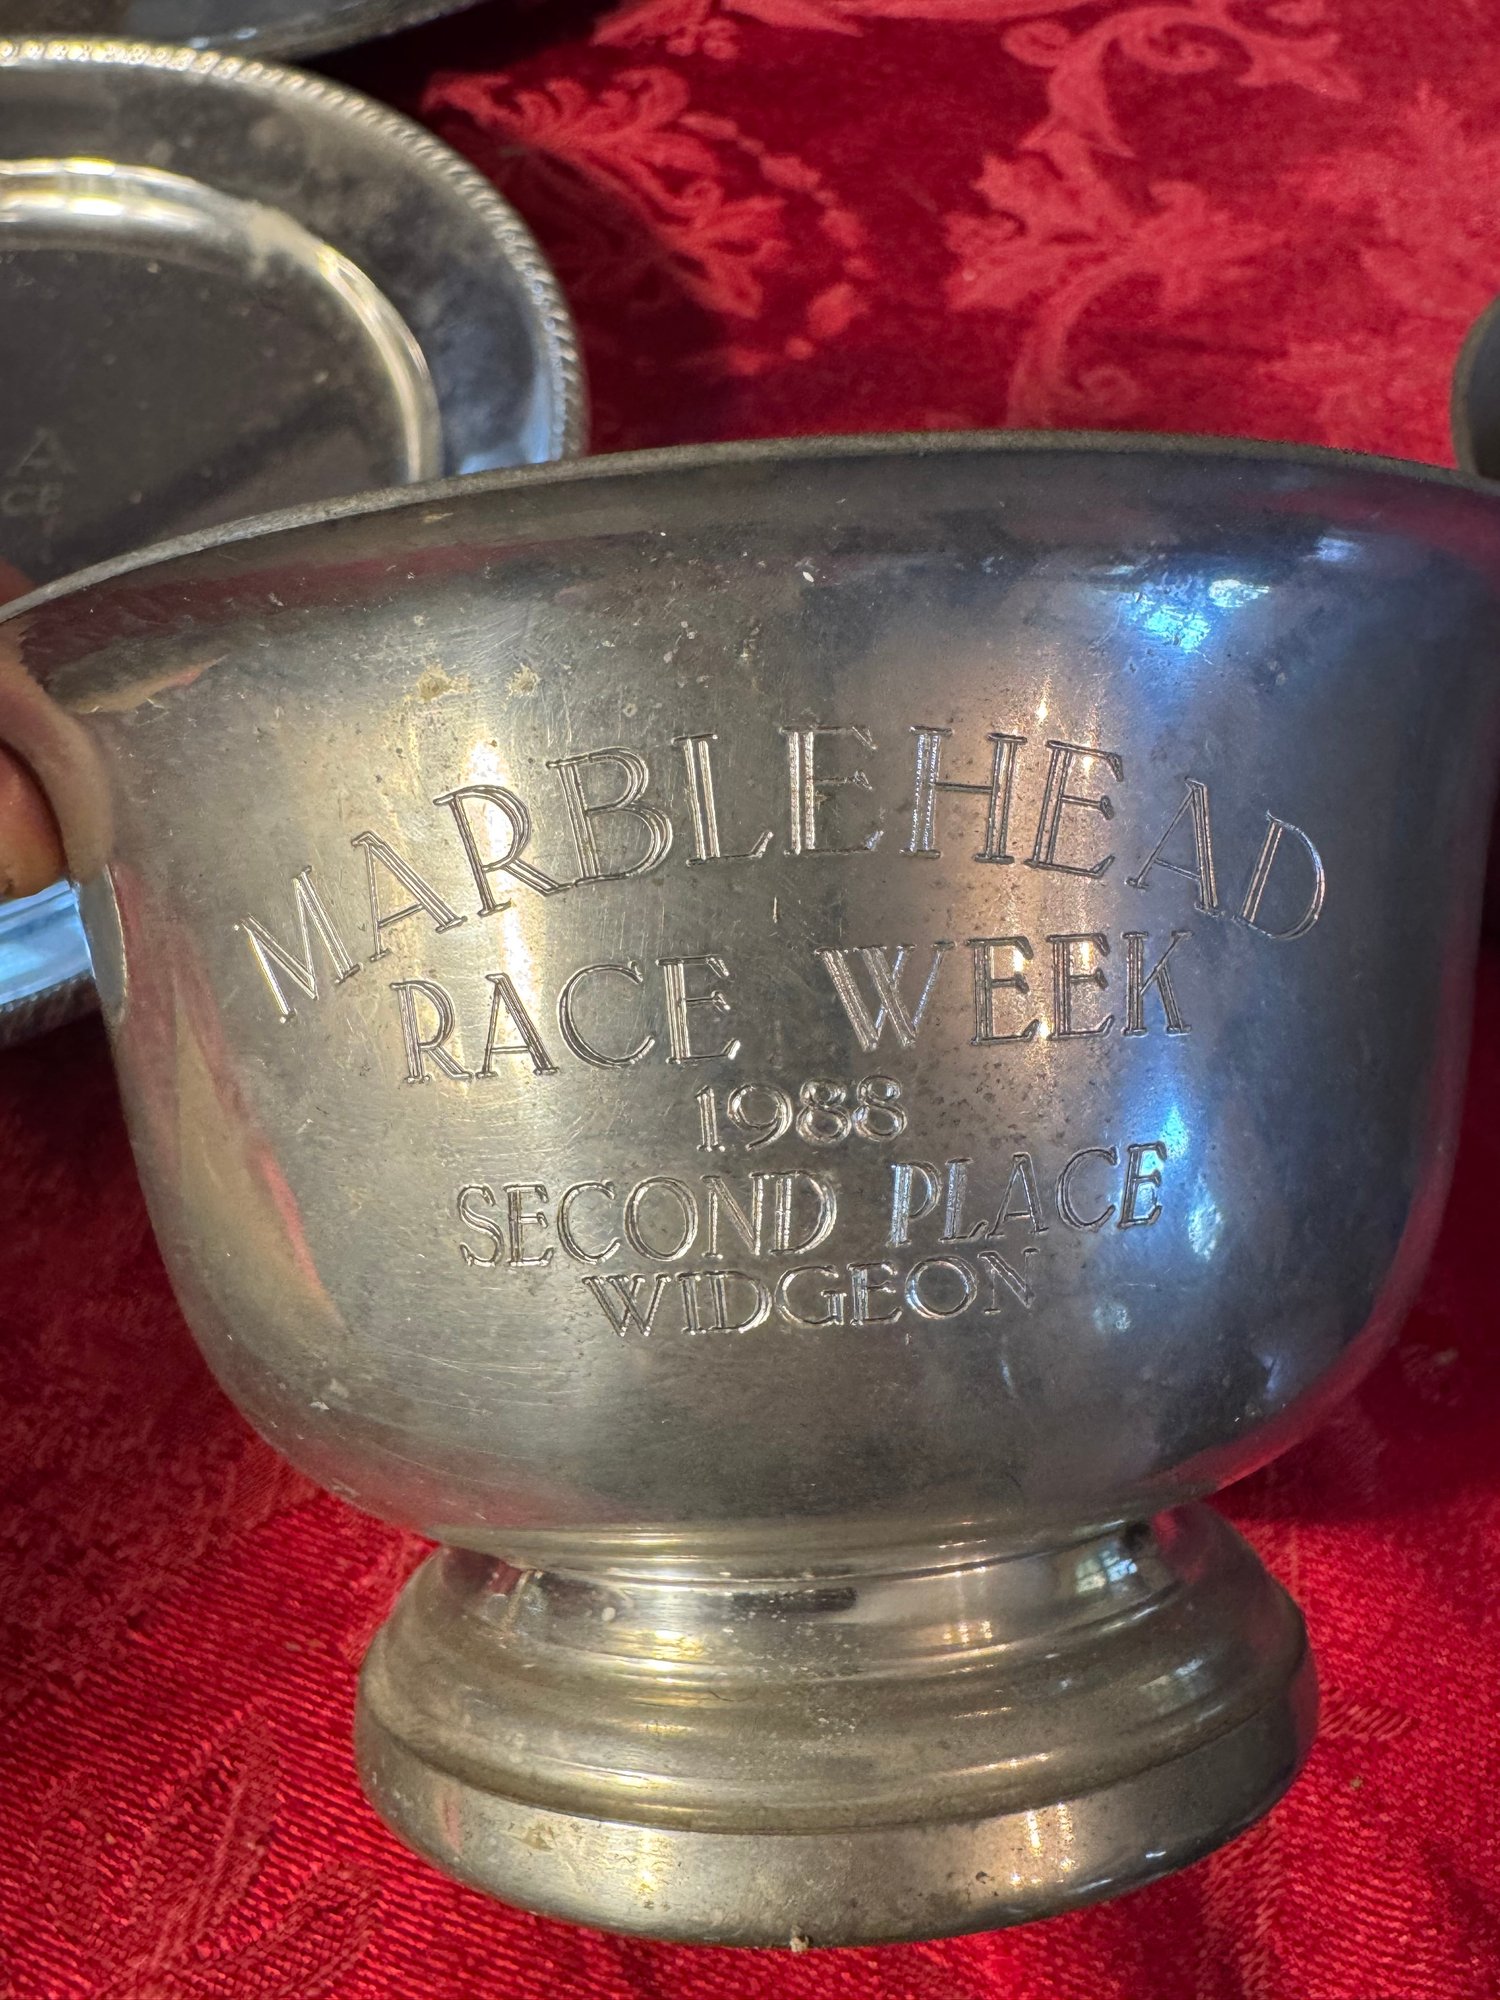 MARBLEHEAD
RACE WEEK
1988
SECOND PLACE
WIDGEON